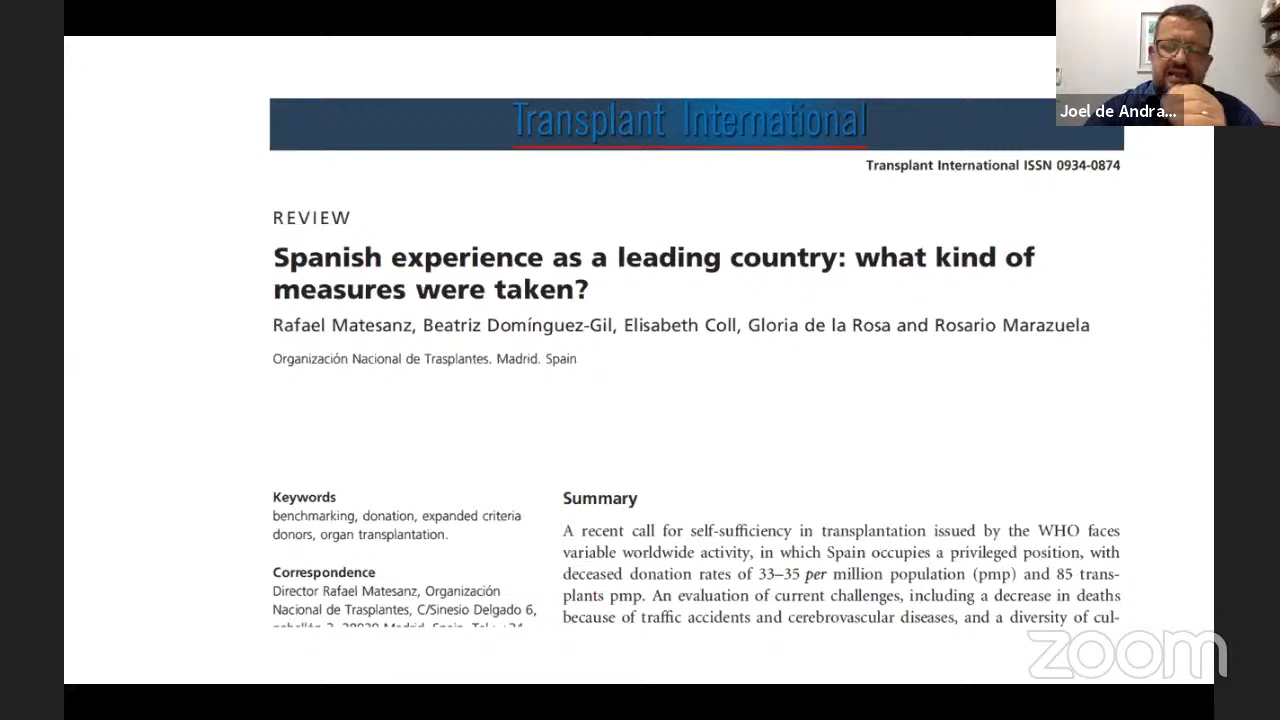 Joel de Andra...
Transplant International
Transplant International ISSN 0934-0874
REVIEW
Spanish experience as a leading country: what kind of
measures were taken?
Rafael Matesanz, Beatriz Domínguez-Gil, Elisabeth Coll, Gloria de la Rosa and Rosario Marazuela
Organización Nacional de Trasplantes. Madrid. Spain
Keywords
benchmarking, donation, expanded criteria
donors, organ transplantation.
Correspondence
Director Rafael Matesanz, Organización
Nacional de Trasplantes, C/Sinesio Delgado 6,
Summary
A recent call for self-sufficiency in transplantation issued by the WHO faces
variable worldwide activity, in which Spain occupies a privileged position, with
deceased donation rates of 33–35 per million population (pmp) and 85 trans-
plants pmp. An evaluation of current challenges, including a decrease in deaths
because of traffic accidents and cerebrovascular diseases, and a diversity of cul-
zoom